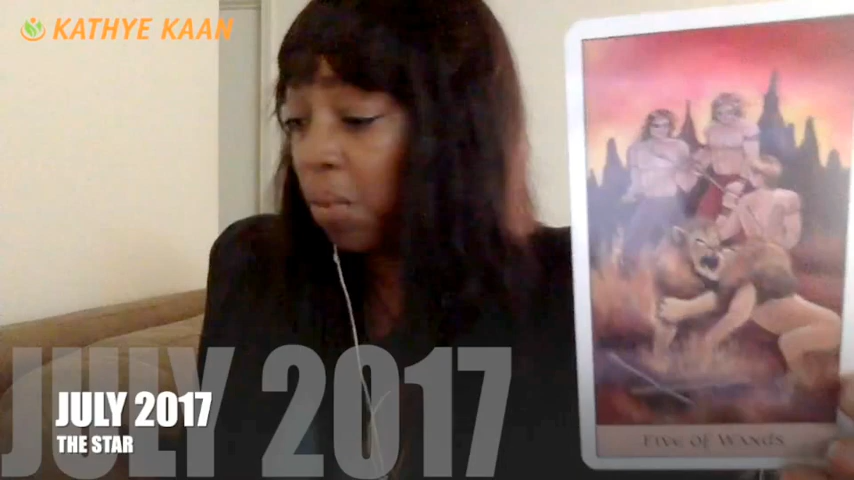 KATHYE KAAN
FIVE OF WANDS
JULY 2017
JULY 2017
THE STAR